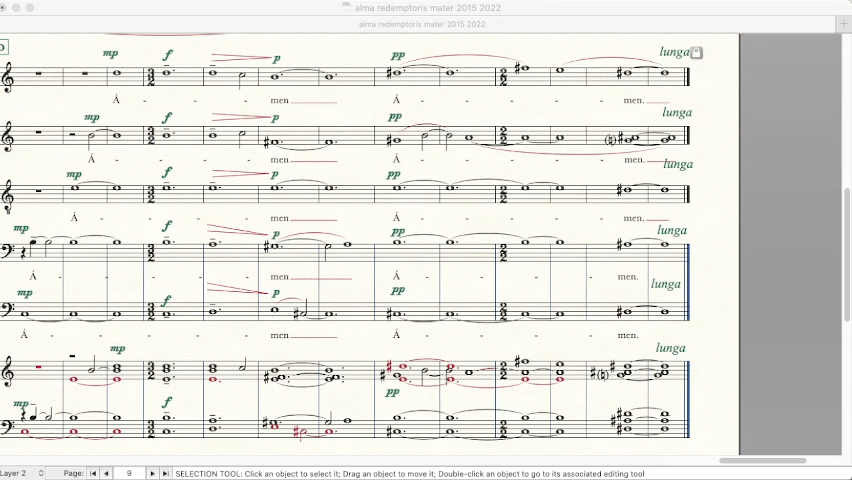 alma redemptoris mater 2015 2022
alma redemptoris mater 2015 2022
mp f p pp lunga
Á - - - - men Á - - - - men.
mp f p pp lunga
Á - - - men Á - - - - men.
mp f p pp lunga
Á - - - - men Á - - - - men.
mp f p pp lunga
Á - - - - men Á - - - - men.
mp f p pp lunga
Á - - - - men Á - - - - men.
mp lunga
pp
mp f
Layer 2 Page: 9 SELECTION TOOL: Click an object to select it; Drag an object to move it; Double-click an object to go to its associated editing tool